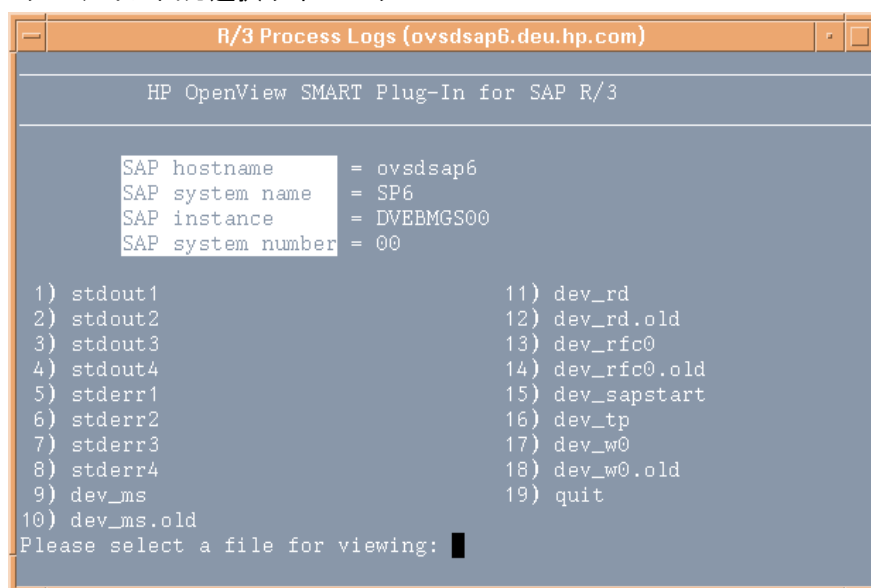 R/3 Process Logs (ovsdsap6.deu.hp.com)
HP OpenView SMART Plug-In for SAP R/3
SAP hostname = ovsdsap6
SAP system name = SP6
SAP instance = DVEBMGS00
SAP system number = 00
1) stdout1 11) dev_rd
2) stdout2 12) dev_rd.old
3) stdout3 13) dev_rfc0
4) stdout4 14) dev_rfc0.old
5) stderr1 15) dev_sapstart
6) stderr2 16) dev_tp
7) stderr3 17) dev_w0
8) stderr4 18) dev_w0.old
9) dev_ms 19) quit
10) dev_ms.old
Please select a file for viewing: